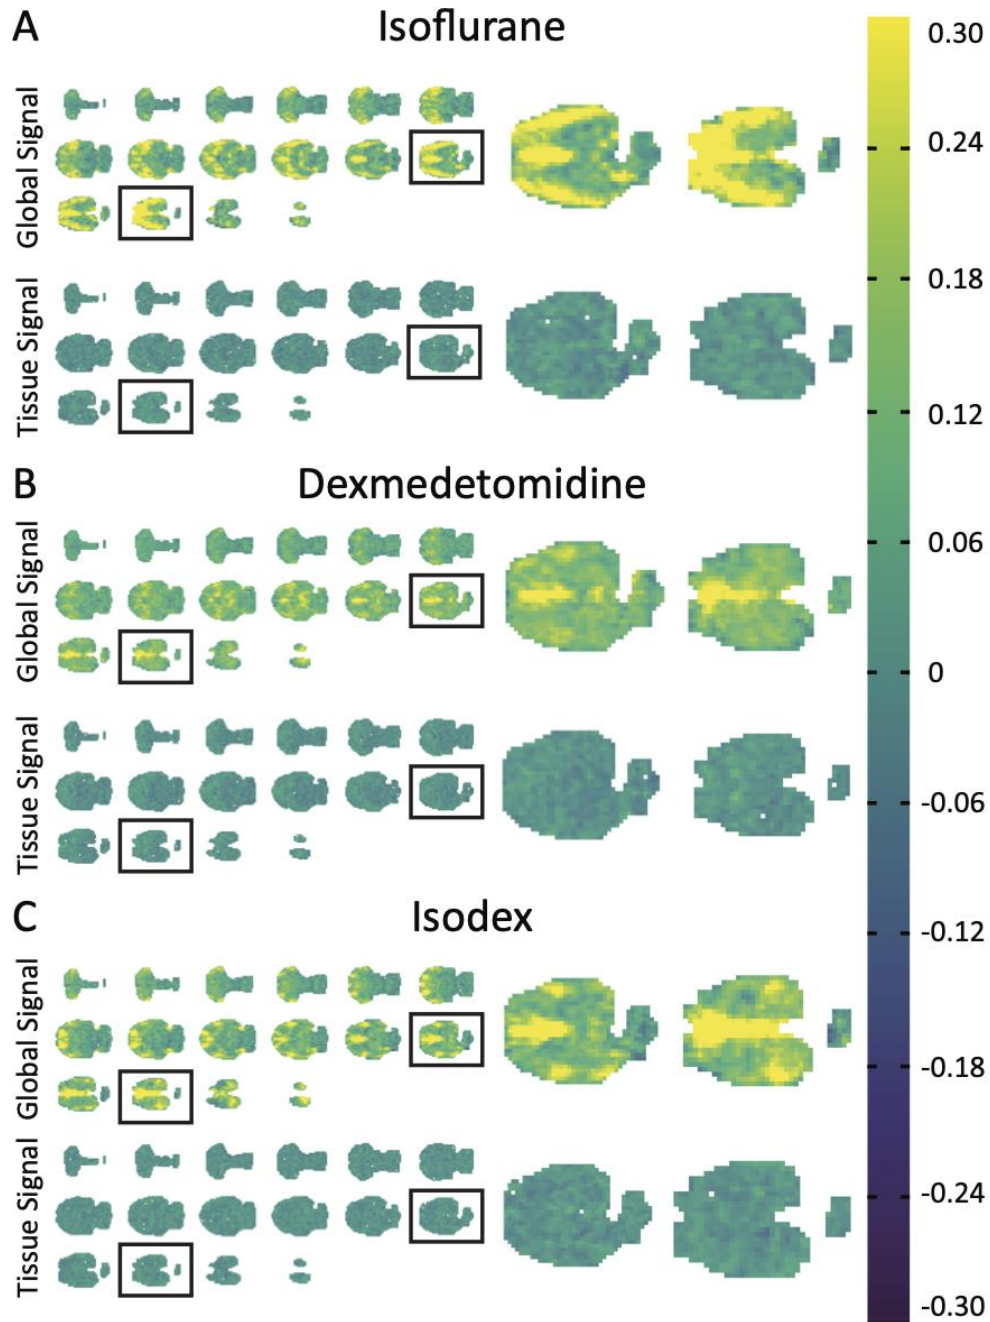 A
Isoflurane
Global Signal
Tissue Signal
B
Dexmedetomidine
Global Signal
Tissue Signal
C
Isodex
Global Signal
Tissue Signal
0.30
0.24
0.18
0.12
0.06
0
-0.06
-0.12
-0.18
-0.24
-0.30